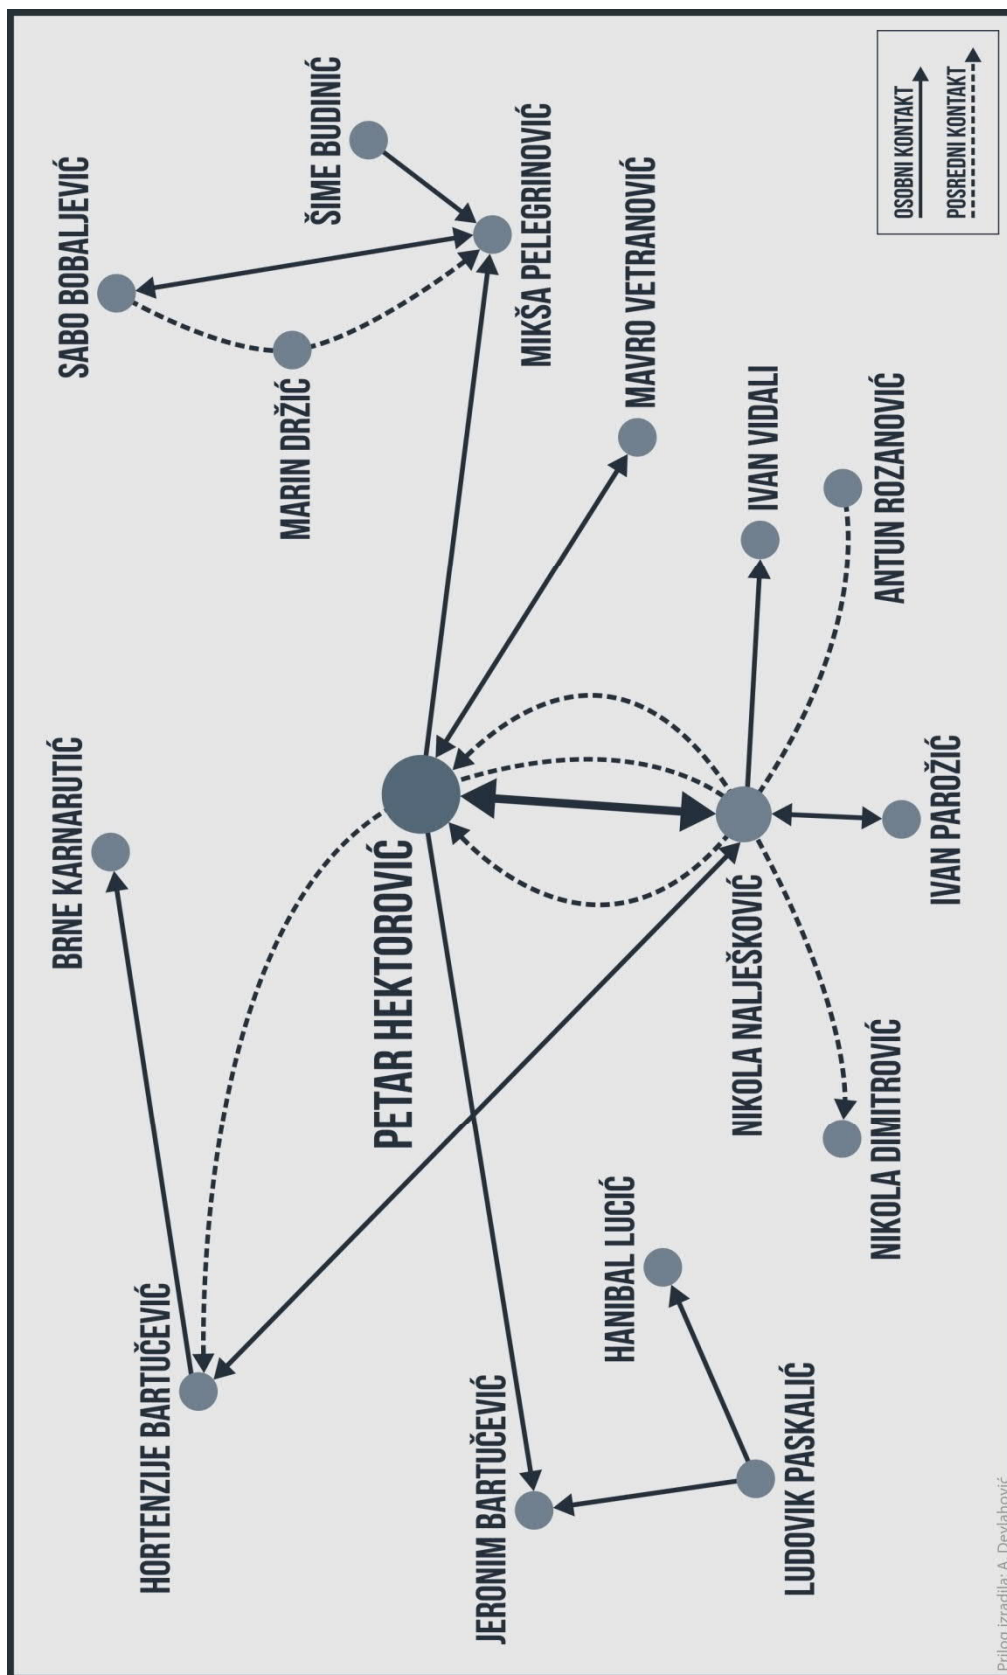 HORTENZIJE BARTUČEVIĆ
BRNE KARNARUTIĆ
SABO BOBALJEVIĆ
MARIN DRŽIĆ
ŠIME BUDINIĆ
PETAR HEKTOROVIĆ
JERONIM BARTUČEVIĆ
MIKŠA PELEGRINOVIĆ
HANIBAL LUCIĆ
MAVRO VETRANOVIĆ
NIKOLA NALJEŠKOVIĆ
IVAN VIDALI
LUDOVIK PASKALIĆ
NIKOLA DIMITROVIĆ
IVAN PAROŽIĆ
ANTUN ROZANOVIĆ
OSOBNI KONTAKT
POSREDNI KONTAKT
Prilog izradila: A. Devlahović